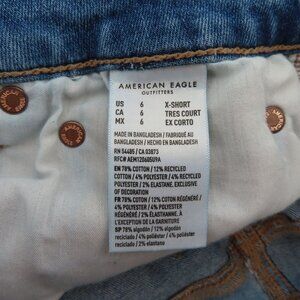 AMERICAN EAGLE
OUTFITTERS
US 6 X-SHORT
CA 6 TRES COURT
MX 6 EX CORTO
MADE IN BANGLADESH / FABRIQUÉ AU
BANGLADESH / HECHO EN BANGLADESH
RN 54485 / CA 03873
RFC# AEM120605U9A
EN 78% COTTON / 12% RECYCLED
COTTON / 4% POLYESTER / 4% RECYCLED
POLYESTER / 2% ELASTANE. EXCLUSIVE
OF DECORATION
FR 78% COTON / 12% COTON
RÉGÉNÉRÉ / 4% POLYESTER / 4% POLYESTER
RÉGÉNÉRÉ / 2% ÉLASTHANNE. À
L'EXCEPTION DE LA GARNITURE
SP 78% algodón / 12% algodón
reciclado / 4% poliéster / 4% poliéster
reciclado / 2% elastano
AMERICAN
AMERICAN